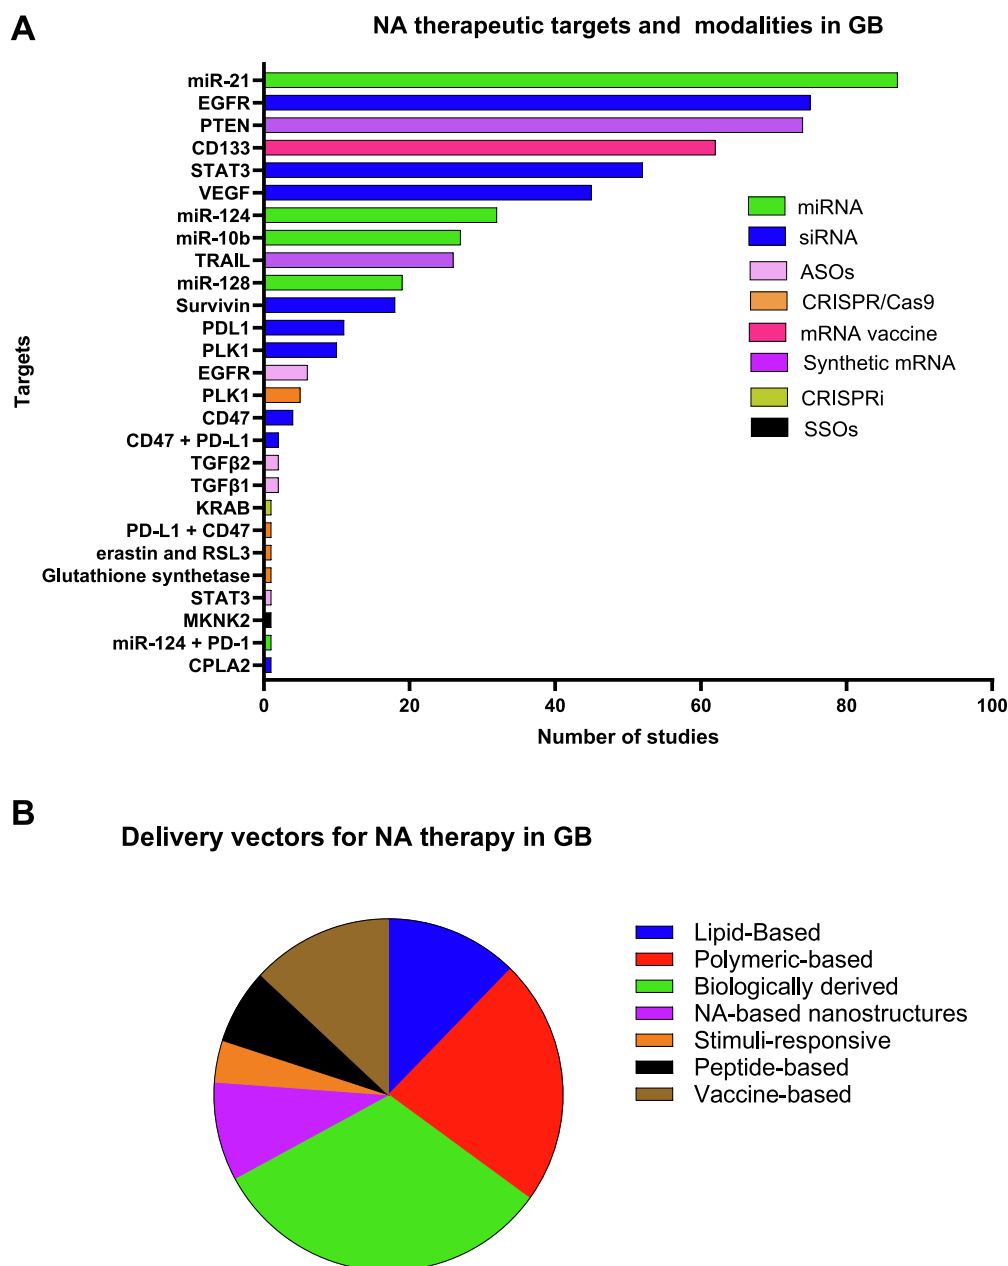 A
NA therapeutic targets and modalities in GB
miR-21
EGFR
PTEN
CD133
STAT3
VEGF
miR-124
miR-10b
TRAIL
miR-128
Survivin
PDL1
PLK1
EGFR
PLK1
CD47
CD47 + PD-L1
TGFβ2
TGFβ1
KRAB
PD-L1 + CD47
erastin and RSL3
Glutathione synthetase
STAT3
MKNK2
miR-124 + PD-1
CPLA2
Targets
0 20 40 60 80 100
Number of studies
miRNA
siRNA
ASOs
CRISPR/Cas9
mRNA vaccine
Synthetic mRNA
CRISPRi
SSOs
B
Delivery vectors for NA therapy in GB
Lipid-Based
Polymeric-based
Biologically derived
NA-based nanostructures
Stimuli-responsive
Peptide-based
Vaccine-based